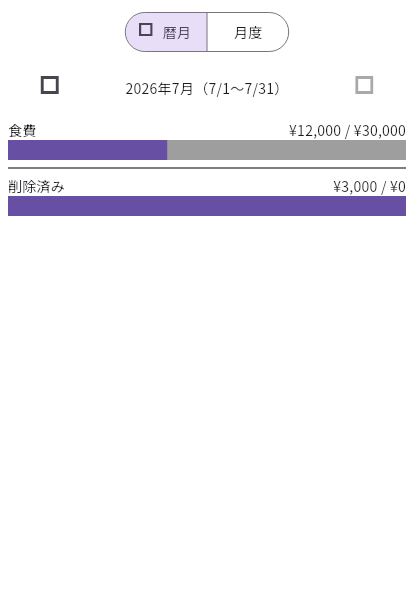 暦月 月度
2026年7月（7/1〜7/31）
食費 ¥12,000 / ¥30,000
削除済み ¥3,000 / ¥0